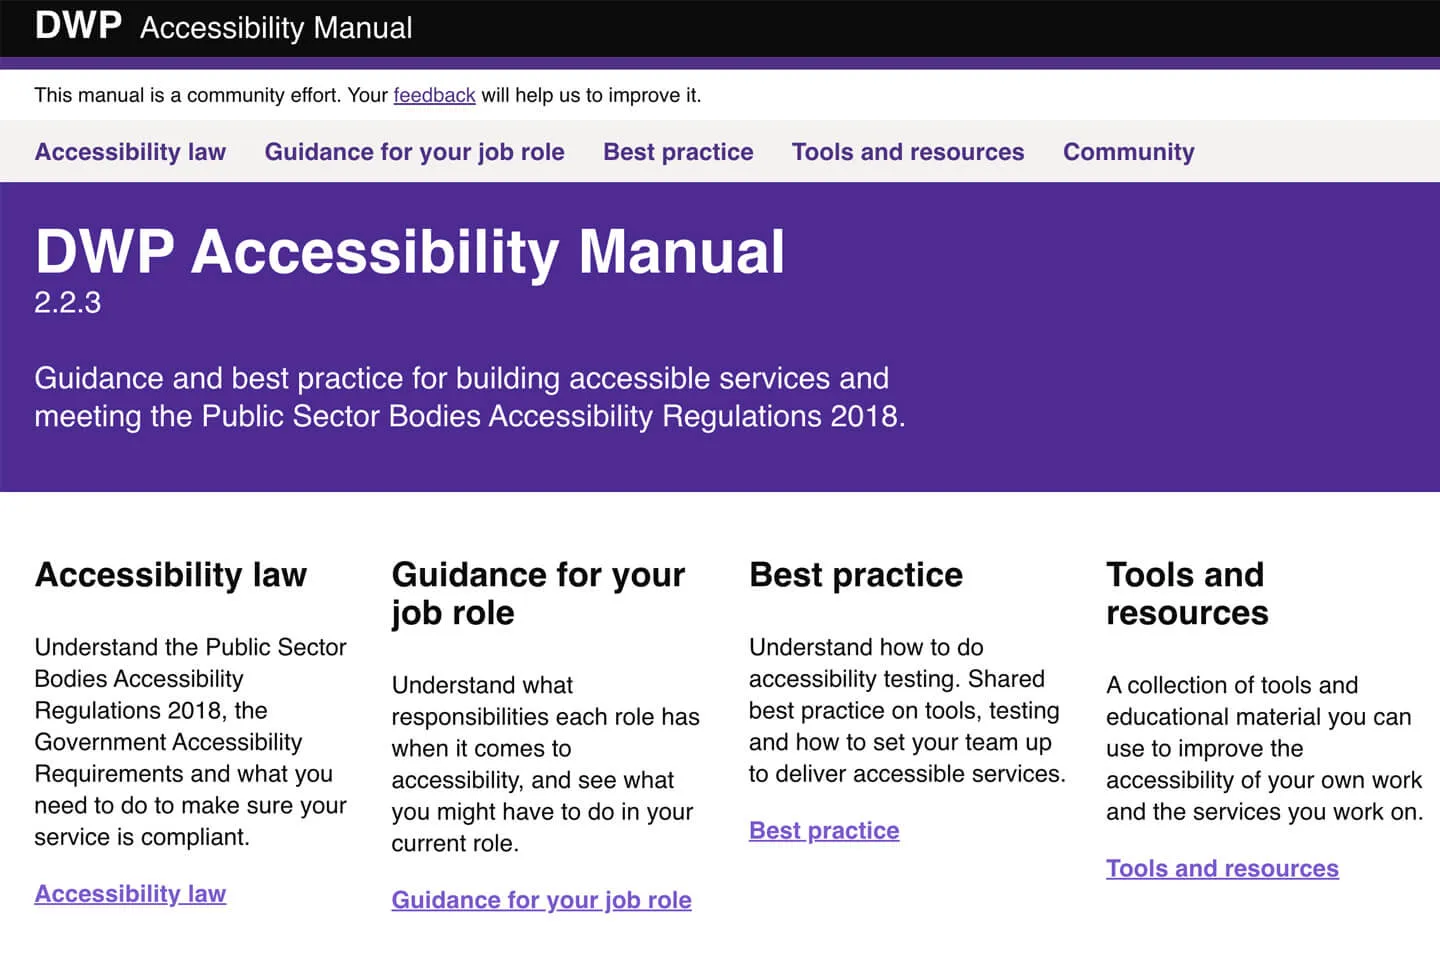 DWP Accessibility Manual
This manual is a community effort. Your feedback will help us to improve it.
Accessibility law Guidance for your job role Best practice Tools and resources Community
DWP Accessibility Manual
2.2.3
Guidance and best practice for building accessible services and
meeting the Public Sector Bodies Accessibility Regulations 2018.
Accessibility law
Understand the Public Sector
Bodies Accessibility
Regulations 2018, the
Government Accessibility
Requirements and what you
need to do to make sure your
service is compliant.
Accessibility law
Guidance for your
job role
Understand what
responsibilities each role has
when it comes to
accessibility, and see what
you might have to do in your
current role.
Guidance for your job role
Best practice
Understand how to do
accessibility testing. Shared
best practice on tools, testing
and how to set your team up
to deliver accessible services.
Best practice
Tools and
resources
A collection of tools and
educational material you can
use to improve the
accessibility of your own work
and the services you work on.
Tools and resources